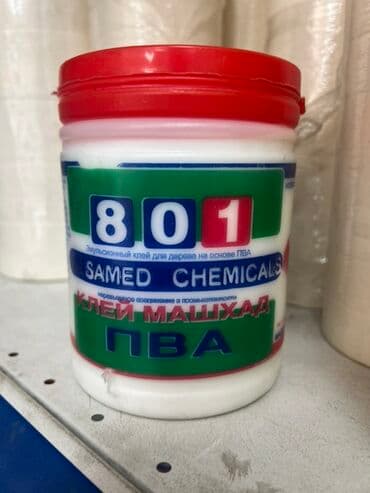 801
Эмульсионный клей для дерева на основе ПВА
SAMED CHEMICALS
КЛЕЙ МАШХАД
ПВА